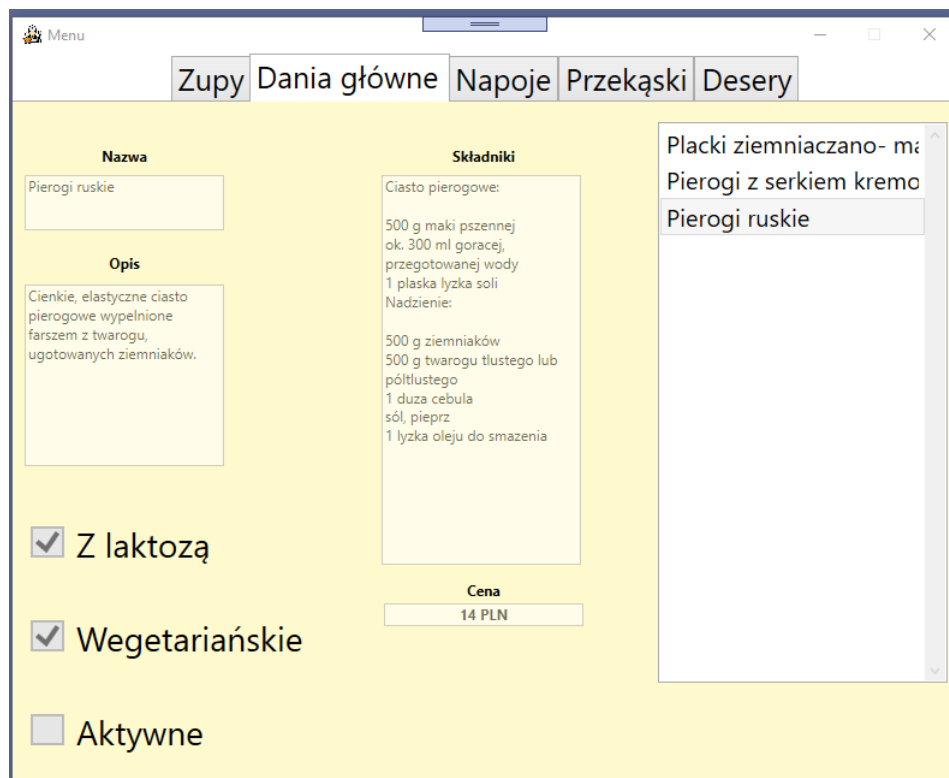 Menu
Zupy Dania główne Napoje Przekąski Desery
Nazwa
Pierogi ruskie
Opis
Cienkie, elastyczne ciasto
pierogowe wypelnione
farszem z twarogu,
ugotowanych ziemniaków.
Z laktozą
Wegetariańskie
Aktywne
Składniki
Ciasto pierogowe:
500 g maki pszennej
ok. 300 ml goracej,
przegotowanej wody
1 plaska lyzka soli
Nadzienie:
500 g ziemniaków
500 g twarogu tlustego lub
póltlustego
1 duza cebula
sól, pieprz
1 lyzka oleju do smazenia
Cena
14 PLN
Placki ziemniaczano- ma
Pierogi z serkiem kremo
Pierogi ruskie